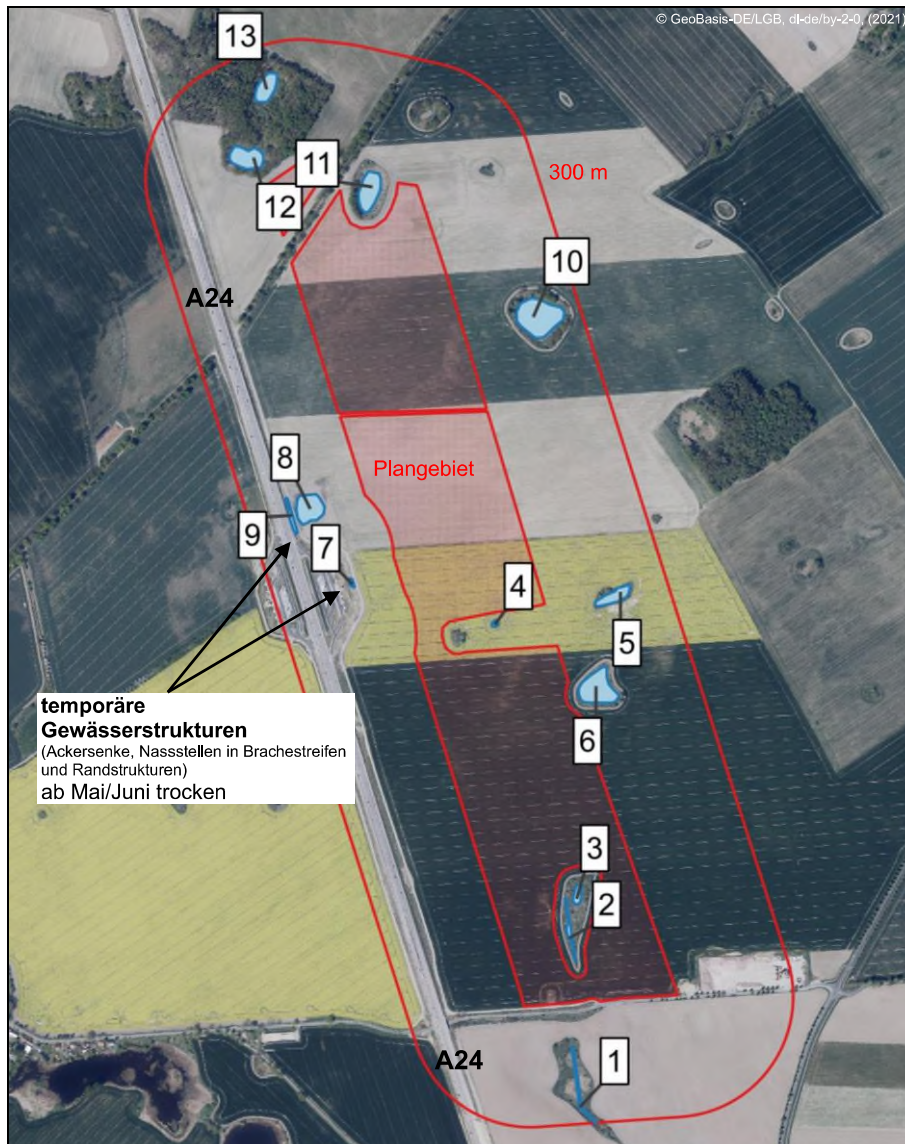 © GeoBasis-DE/LGB, dl-de/by-2-0, (2021)
13
11
300 m
12
10
A24
Plangebiet
8
9
7
4
5
temporäre
Gewässerstrukturen
(Ackersenke, Nassstellen in Brachestreifen
und Randstrukturen)
ab Mai/Juni trocken
6
3
2
A24
1